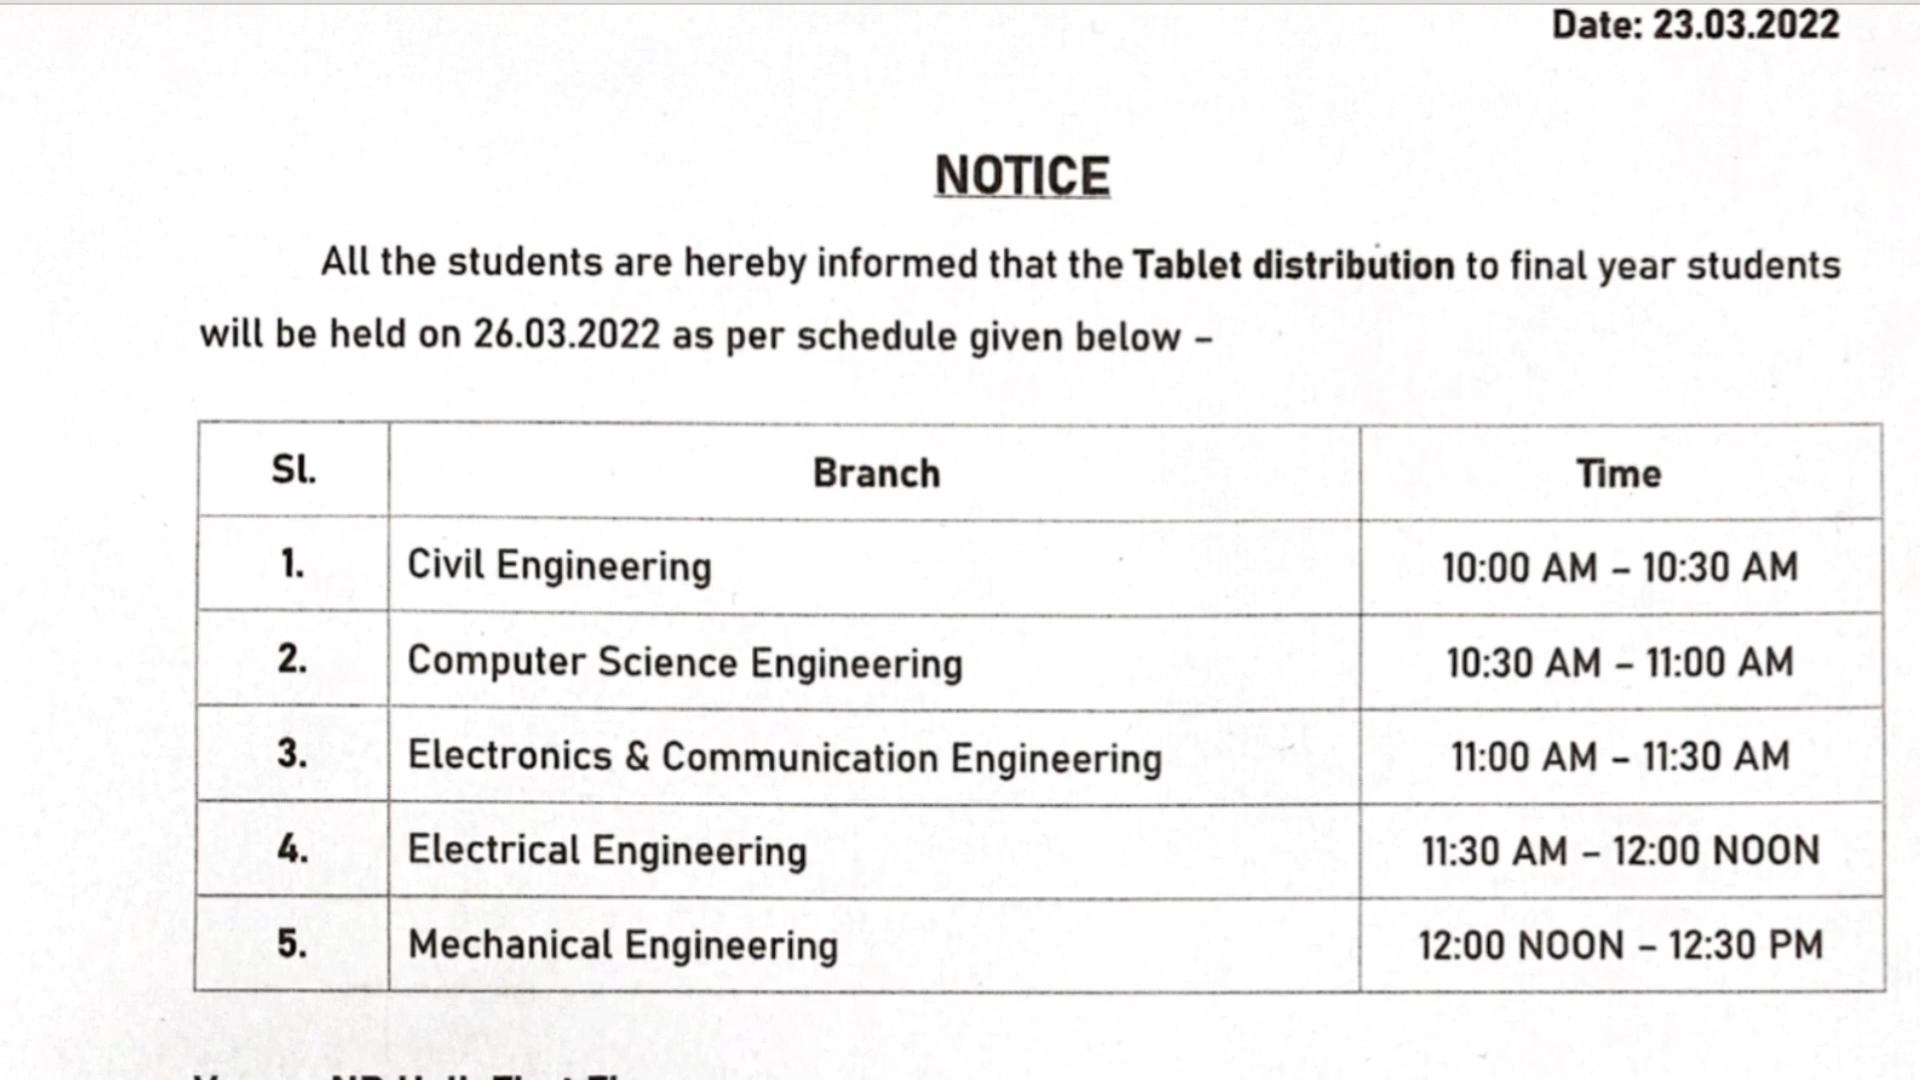 Date: 23.03.2022
NOTICE
All the students are hereby informed that the Tablet distribution to final year students
will be held on 26.03.2022 as per schedule given below –
Sl. Branch Time
1. Civil Engineering 10:00 AM – 10:30 AM
2. Computer Science Engineering 10:30 AM – 11:00 AM
3. Electronics & Communication Engineering 11:00 AM – 11:30 AM
4. Electrical Engineering 11:30 AM – 12:00 NOON
5. Mechanical Engineering 12:00 NOON – 12:30 PM